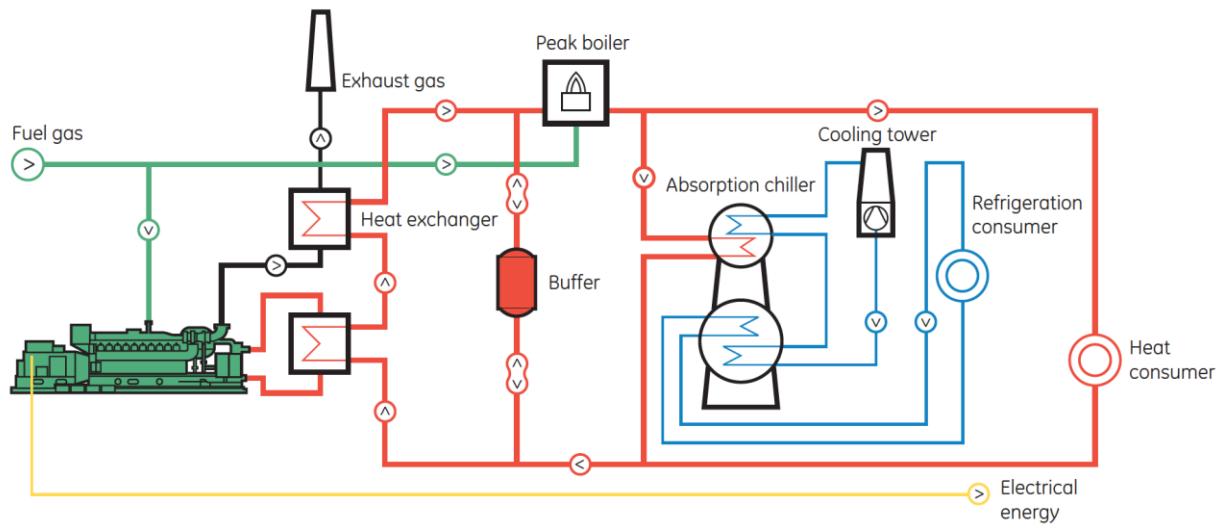 Peak boiler
Exhaust gas
Fuel gas
Cooling tower
Absorption chiller
Refrigeration
consumer
Heat exchanger
Buffer
Heat
consumer
Electrical
energy